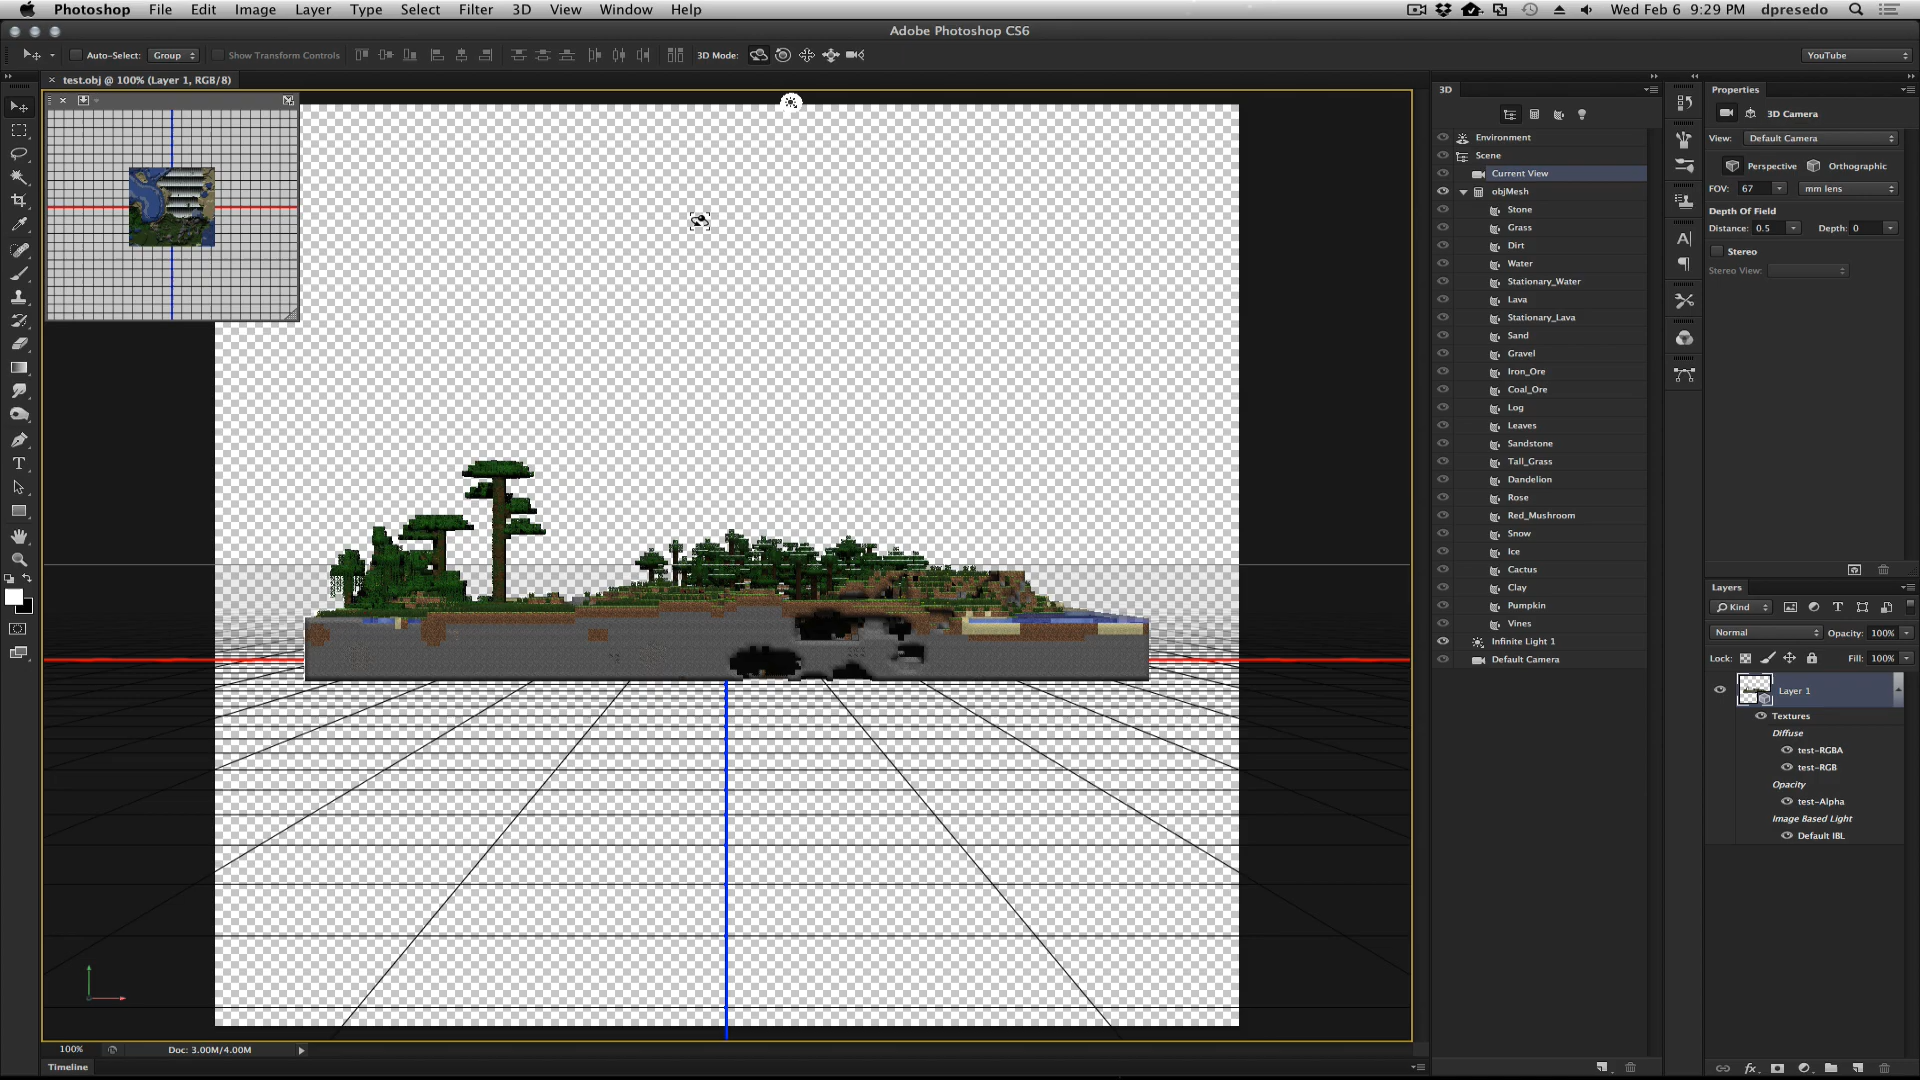 Photoshop File Edit Image Layer Type Select Filter 3D View Window Help Wed Feb 6 9:29 PM dpresedo
Adobe Photoshop CS6
Auto-Select: Group Show Transform Controls 3D Mode: YouTube
test.obj @ 100% (Layer 1, RGB/8)
3D
Environment
Scene
Current View
objMesh
Stone
Grass
Dirt
Water
Stationary_Water
Lava
Stationary_Lava
Sand
Gravel
Iron_Ore
Coal_Ore
Log
Leaves
Sandstone
Tall_Grass
Dandelion
Rose
Red_Mushroom
Snow
Ice
Cactus
Clay
Pumpkin
Vines
Infinite Light 1
Default Camera
Properties
3D Camera
View: Default Camera
Perspective Orthographic
FOV: 67 mm lens
Depth Of Field
Distance: 0.5 Depth: 0
Stereo
Stereo View:
Layers
Kind
Normal Opacity: 100%
Lock: Fill: 100%
Layer 1
Textures
Diffuse
test-RGBA
test-RGB
Opacity
test-Alpha
Image Based Light
Default IBL
100% Doc: 3.00M/4.00M
Timeline